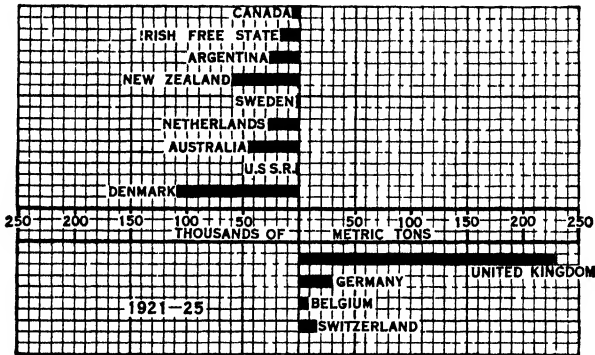 CANADA
IRISH FREE STATE
ARGENTINA
NEW ZEALAND
SWEDEN
NETHERLANDS
AUSTRALIA
U.S S.R.
DENMARK
250 200 150 100 50 50 100 150 200 250
THOUSANDS OF METRIC TONS
UNITED KINGDOM
GERMANY
BELGIUM
1921-25
SWITZERLAND